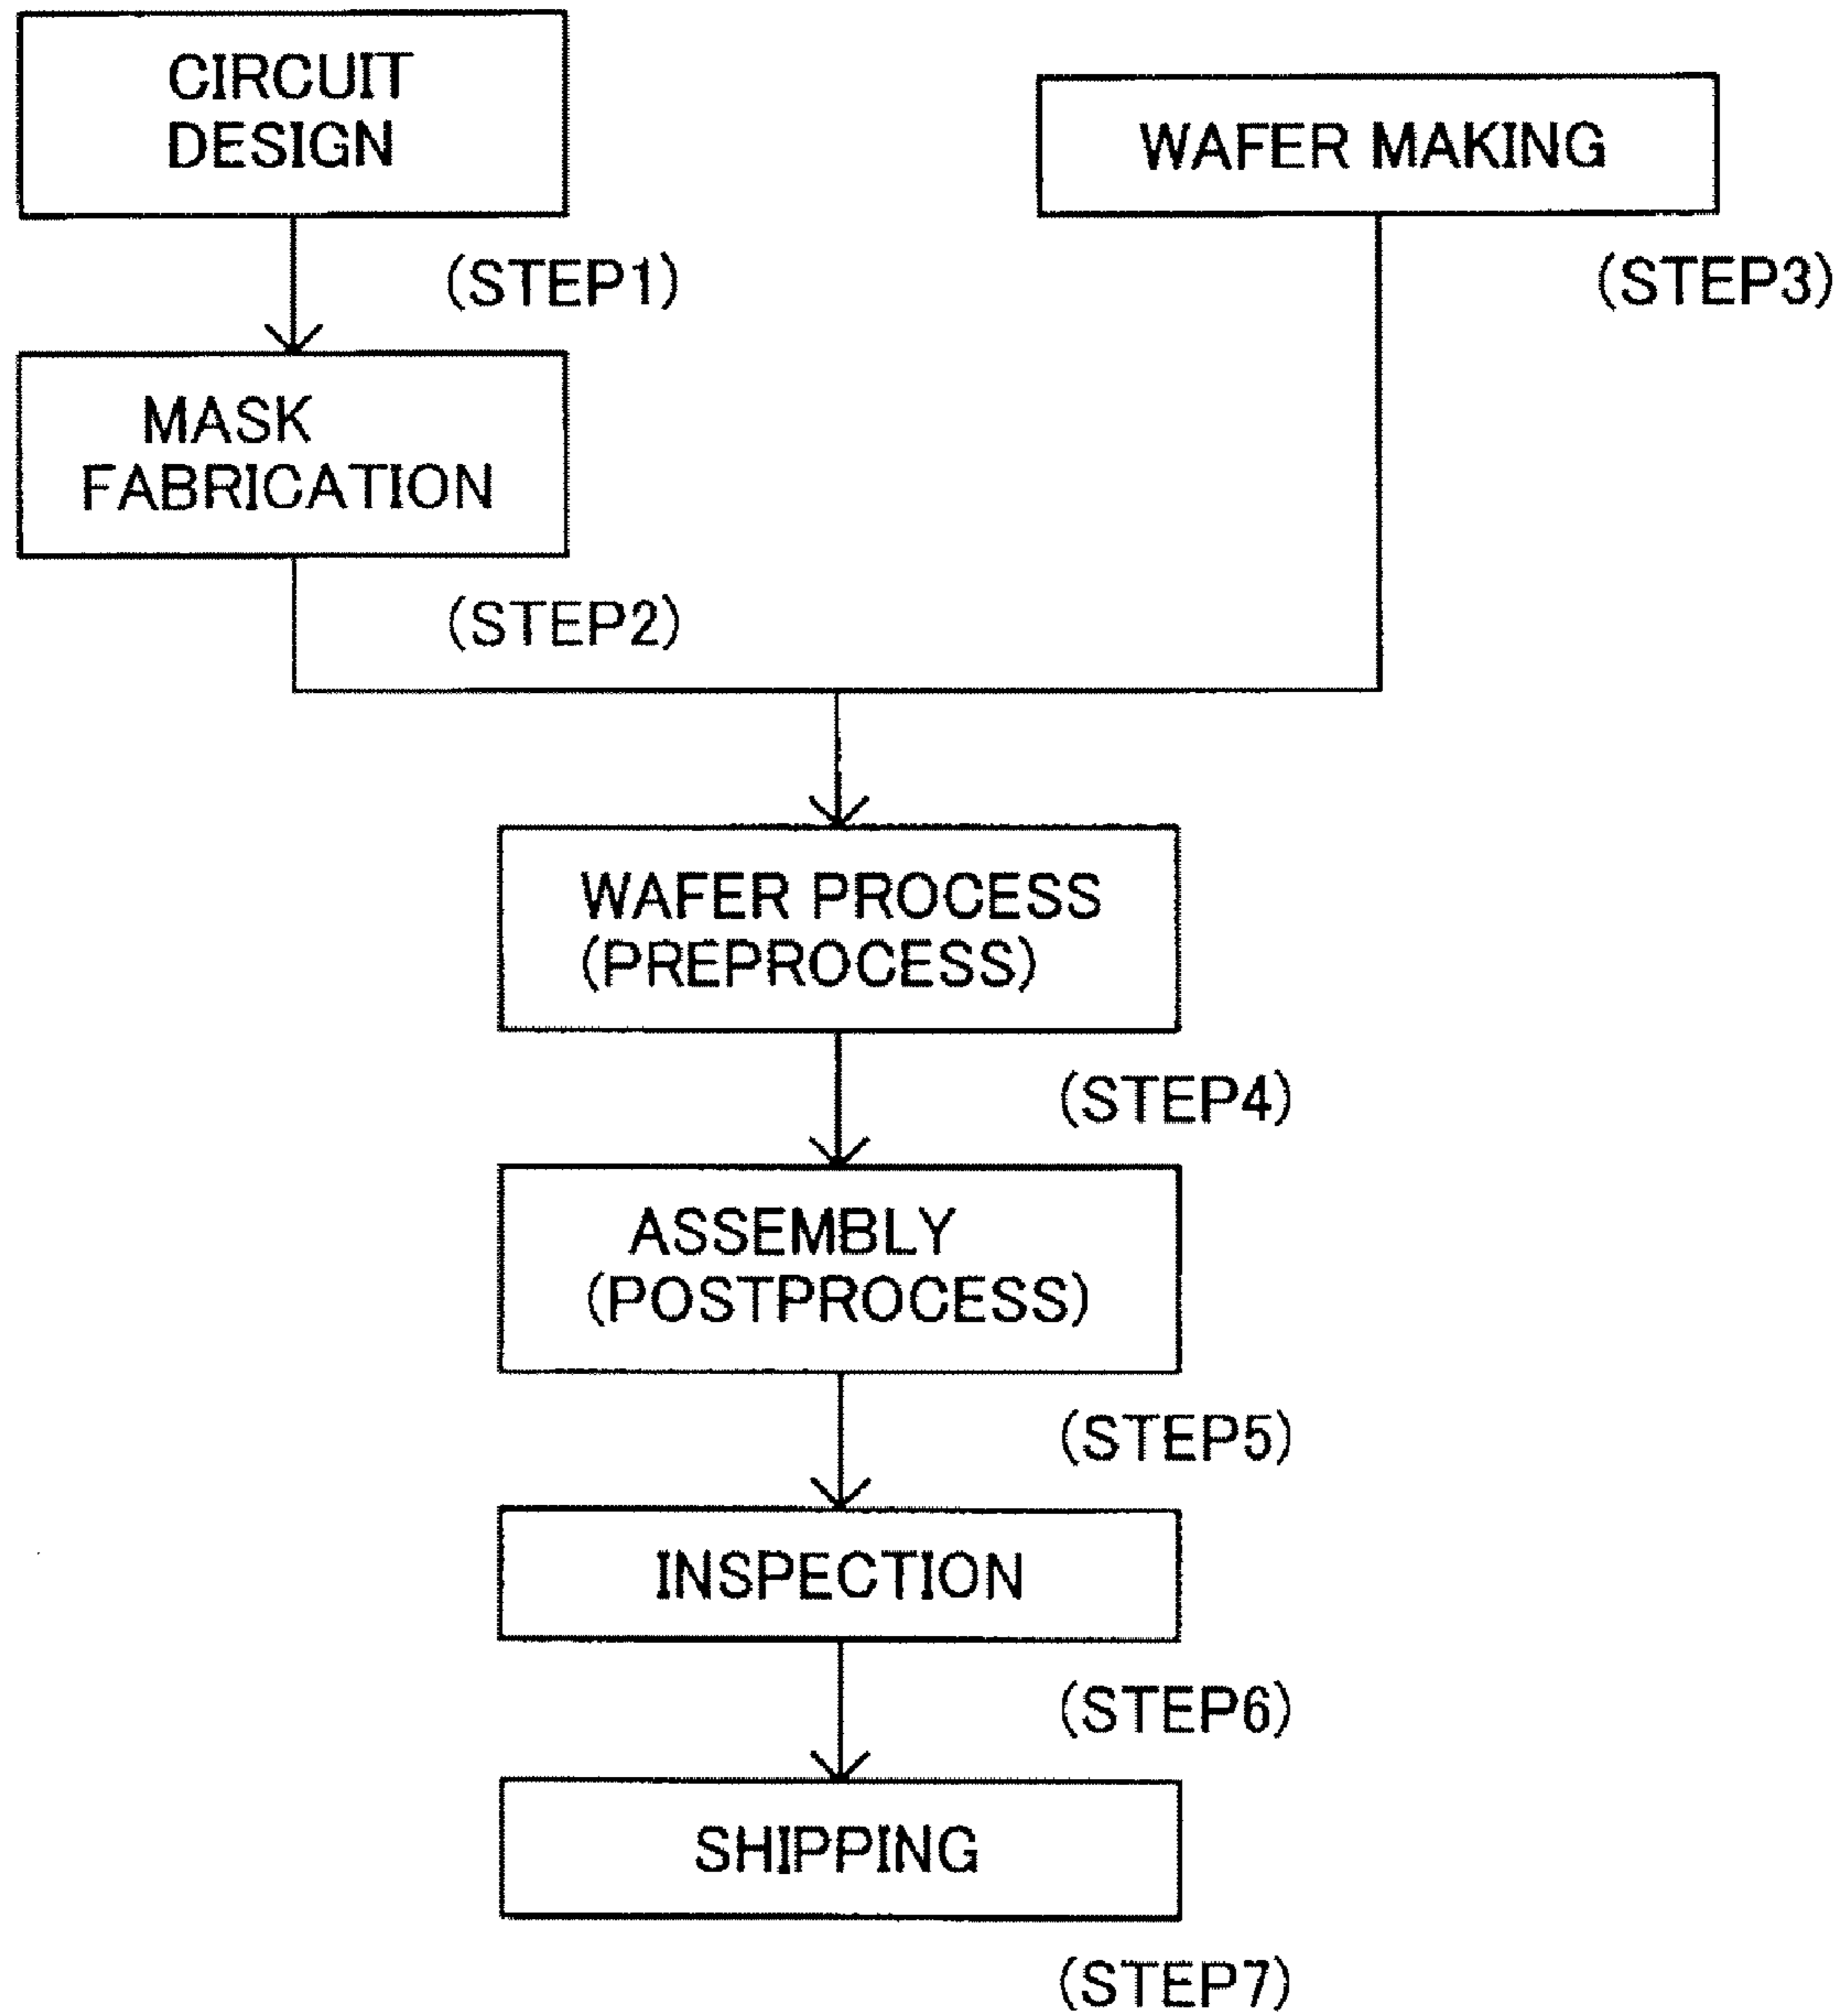 CIRCUIT
DESIGN
(STEP1)
MASK
FABRICATION
(STEP2)
WAFER MAKING
(STEP3)
WAFER PROCESS
(PREPROCESS)
(STEP4)
ASSEMBLY
(POSTPROCESS)
(STEP5)
INSPECTION
(STEP6)
SHIPPING
(STEP7)